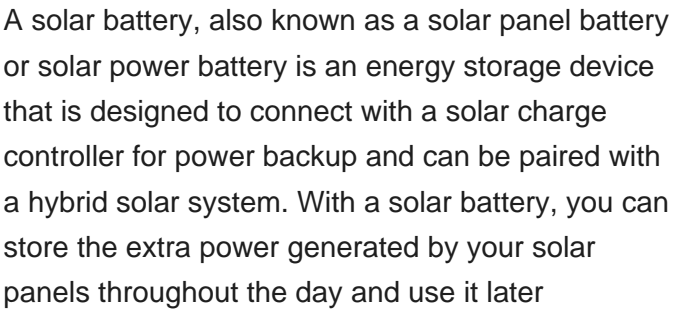 A solar battery, also known as a solar panel battery
or solar power battery is an energy storage device
that is designed to connect with a solar charge
controller for power backup and can be paired with
a hybrid solar system. With a solar battery, you can
store the extra power generated by your solar
panels throughout the day and use it later